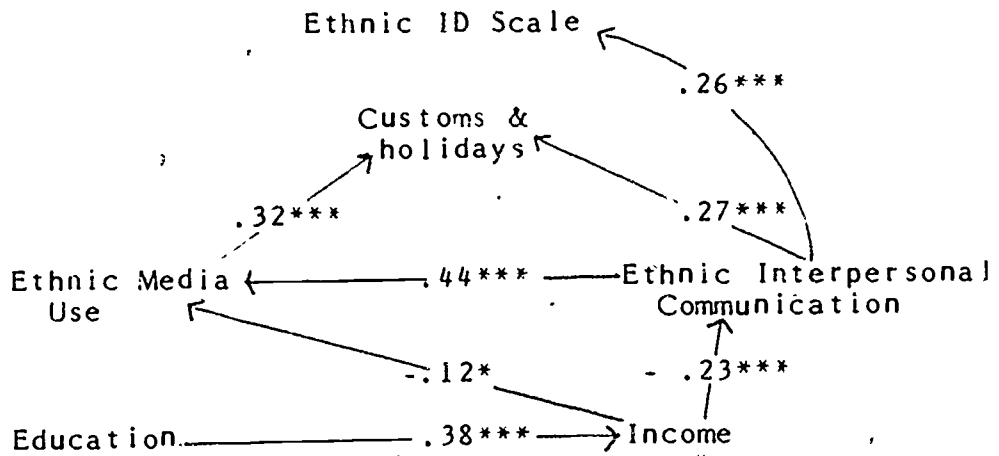 Ethnic ID Scale
.26***
Customs &
holidays
.32***
.27***
Ethnic Media
Use
.44***
Ethnic Interpersonal
Communication
-.12*
- .23***
Education
.38***
Income